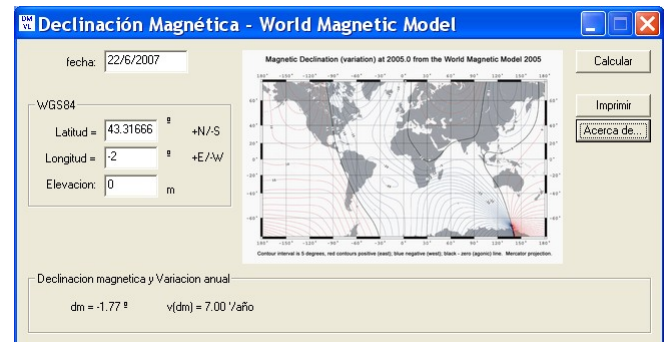 DM
VL
Declinación Magnética - World Magnetic Model
fecha: 22/6/2007
WGS84
Latitud = 43.31666 º +N/-S
Longitud = -2 º +E/-W
Elevacion: 0 m
Magnetic Declination (variation) at 2005.0 from the World Magnetic Model 2005
Contour interval is 5 degrees, red contours positive (east); blue negative (west); black - zero (agonic) line. Mercator projection.
Calcular
Imprimir
Acerca de...
Declinacion magnetica y Variacion anual
dm = -1.77 º v(dm) = 7.00 '/año